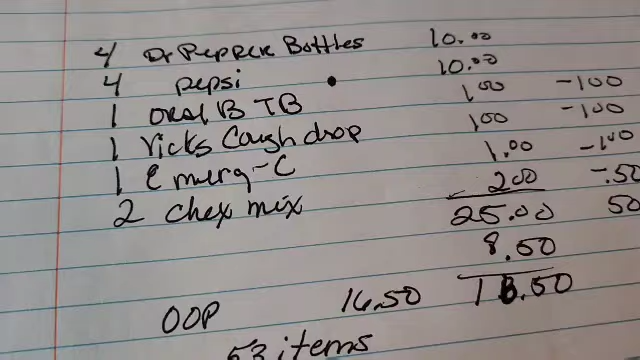 4 Dr Pepper Bottles 10.00
4 pepsi 10.00
1 oral B TB 1.00 -1.00
1 Vicks Cough drop 1.00 -1.00
1 Emerg-C 1.00 -1.00
2 chex mix 2.00 -.50
25.00 50
8.50
OOP 16.50 16.50
53 items